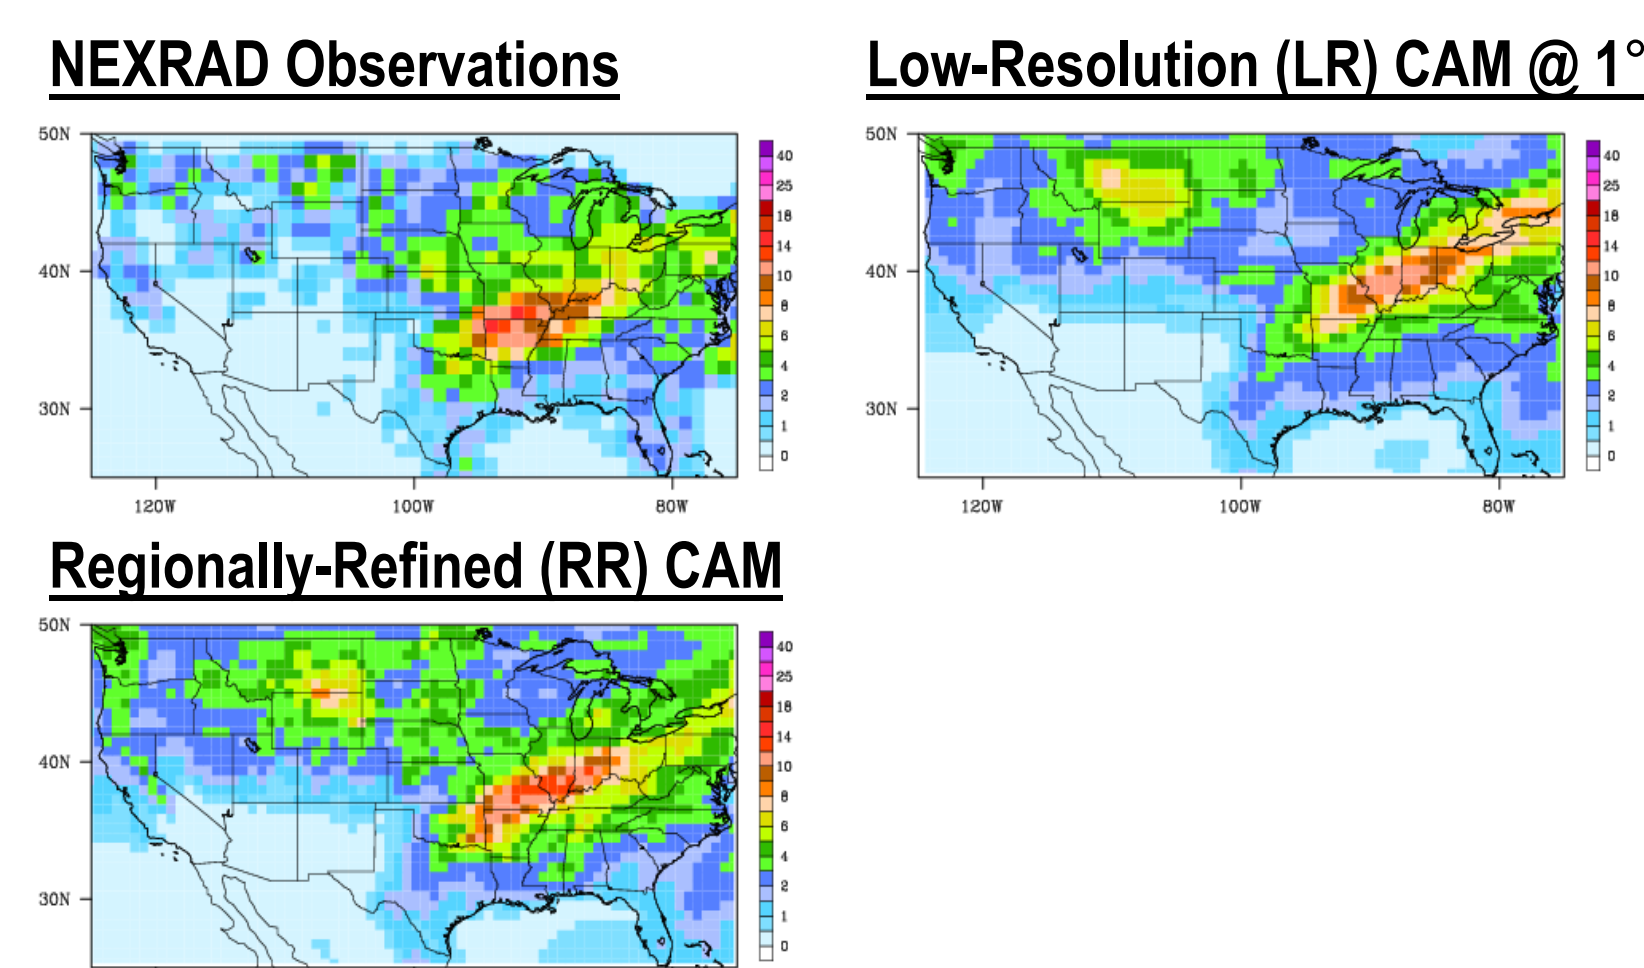 NEXRAD Observations
Low-Resolution (LR) CAM @ 1°
50N
40N
30N
120W
100W
80W
40
25
18
14
10
8
6
4
2
1
0
50N
40N
30N
120W
100W
80W
40
25
18
14
10
8
6
4
2
1
0
Regionally-Refined (RR) CAM
50N
40N
30N
40
25
18
14
10
8
6
4
2
1
0